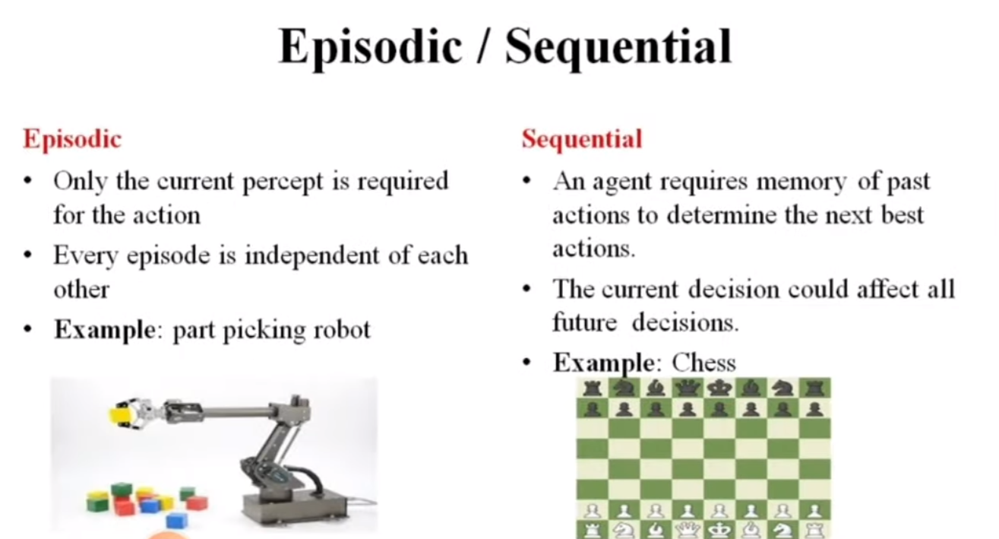 Episodic / Sequential
Episodic
• Only the current percept is required
for the action
• Every episode is independent of each
other
• Example: part picking robot
Sequential
• An agent requires memory of past
actions to determine the next best
actions.
• The current decision could affect all
future decisions.
• Example: Chess